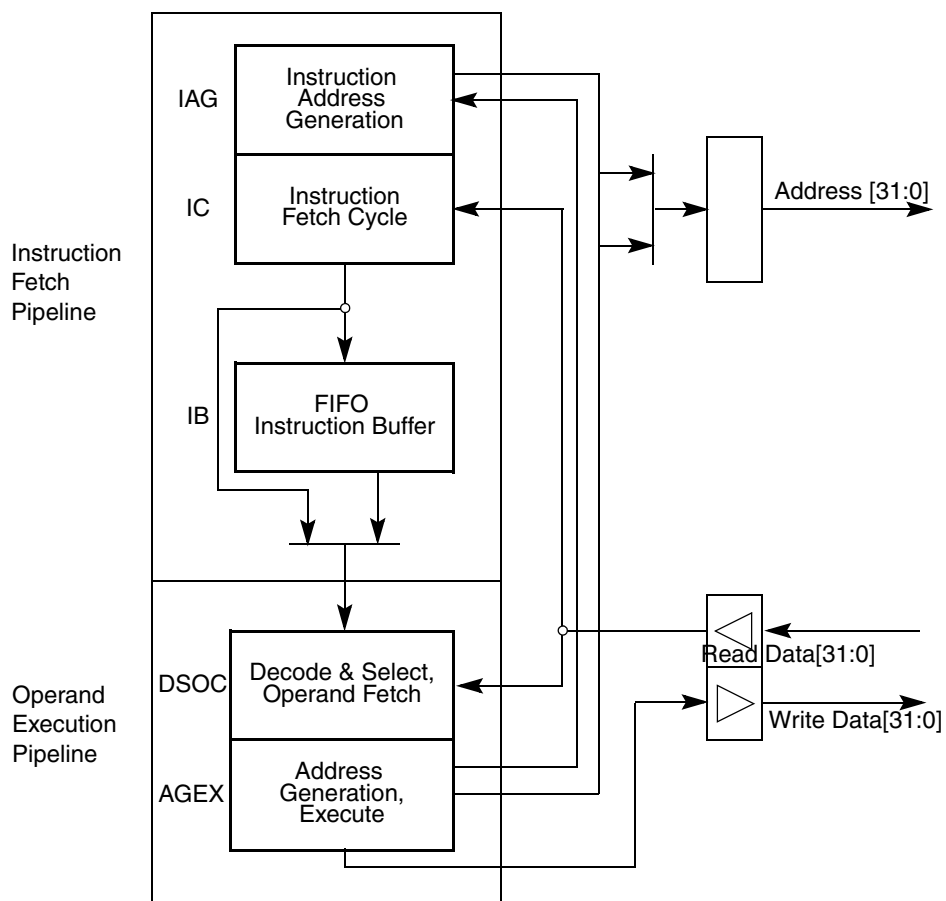 IAG
Instruction
Address
Generation
IC
Instruction
Fetch Cycle
Address [31:0]
Instruction
Fetch
Pipeline
IB
FIFO
Instruction Buffer
Read Data[31:0]
DSOC
Decode & Select,
Operand Fetch
Operand
Execution
Pipeline
Write Data[31:0]
AGEX
Address
Generation,
Execute